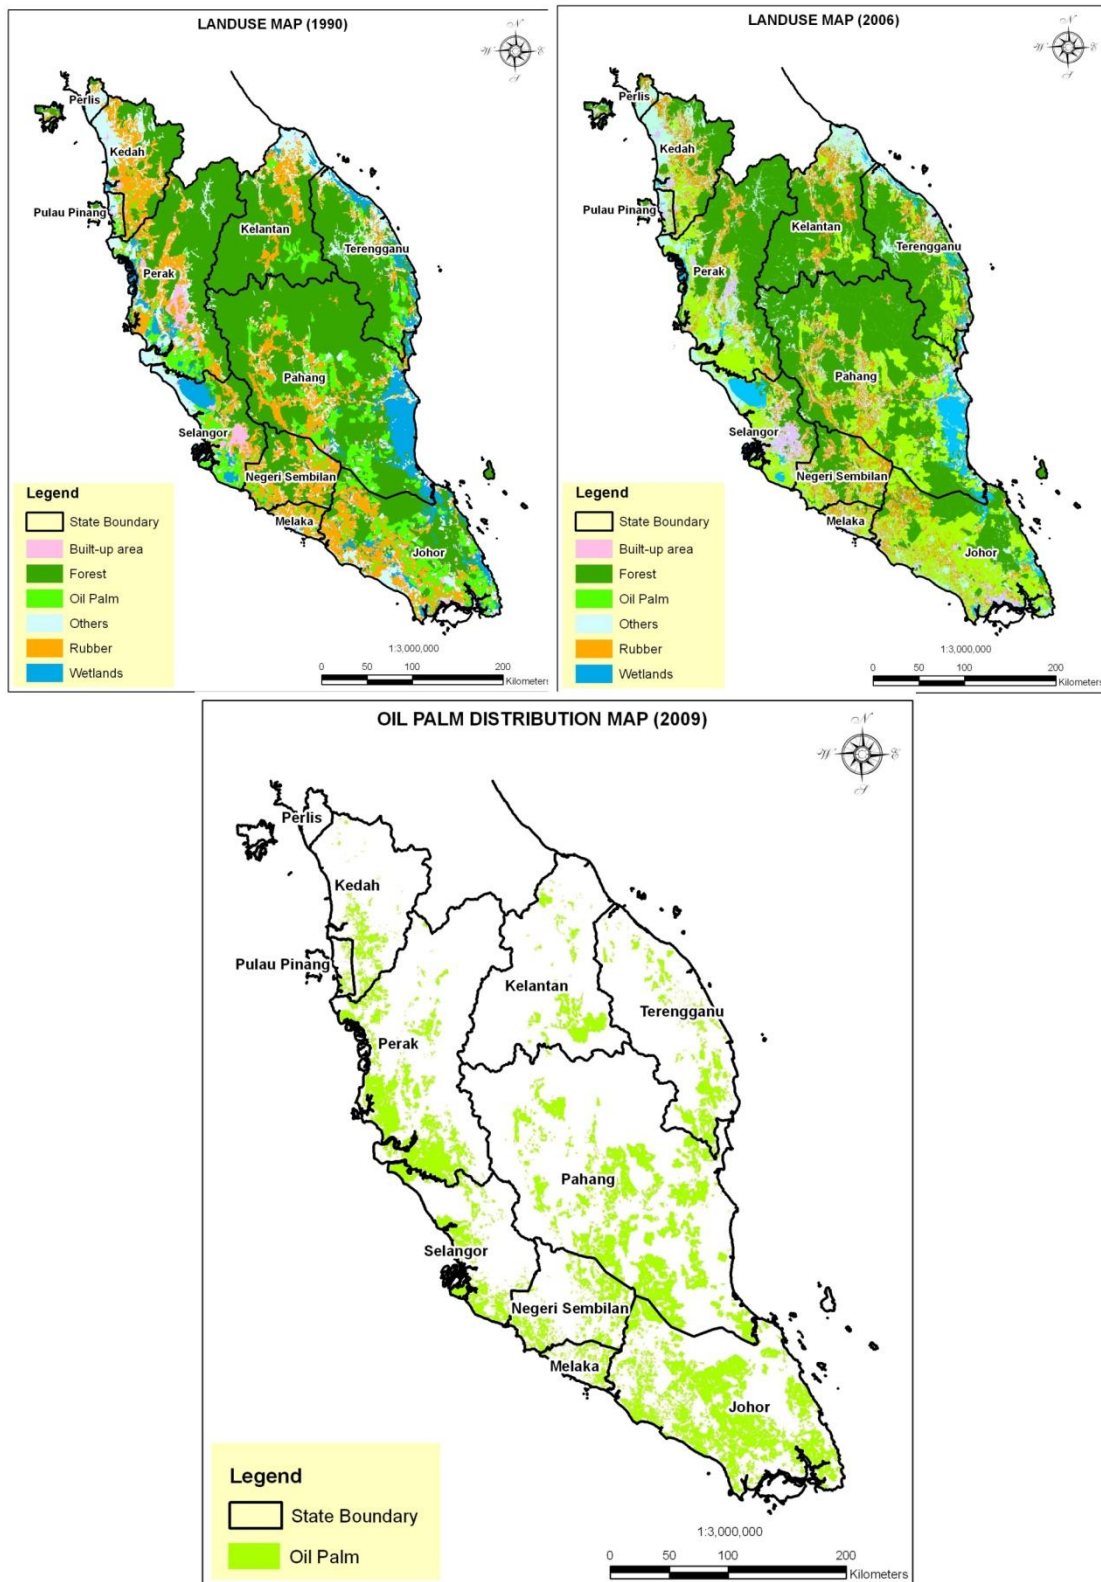 LANDUSE MAP (1990)
N
W
E
S
Perlis
Kedah
Pulau Pinang
Kelantan
Terengganu
Perak
Pahang
Selangor
Negeri Sembilan
Melaka
Johor
Legend
State Boundary
Built-up area
Forest
Oil Palm
Others
Rubber
Wetlands
1:3,000,000
0 50 100 200
Kilometers
LANDUSE MAP (2006)
N
W
E
S
Perlis
Kedah
Pulau Pinang
Kelantan
Terengganu
Perak
Pahang
Selangor
Negeri Sembilan
Melaka
Johor
Legend
State Boundary
Built-up area
Forest
Oil Palm
Others
Rubber
Wetlands
1:3,000,000
0 50 100 200
Kilometers
OIL PALM DISTRIBUTION MAP (2009)
N
W
E
S
Perlis
Kedah
Pulau Pinang
Kelantan
Terengganu
Perak
Pahang
Selangor
Negeri Sembilan
Melaka
Johor
Legend
State Boundary
Oil Palm
1:3,000,000
0 50 100 200
Kilometers